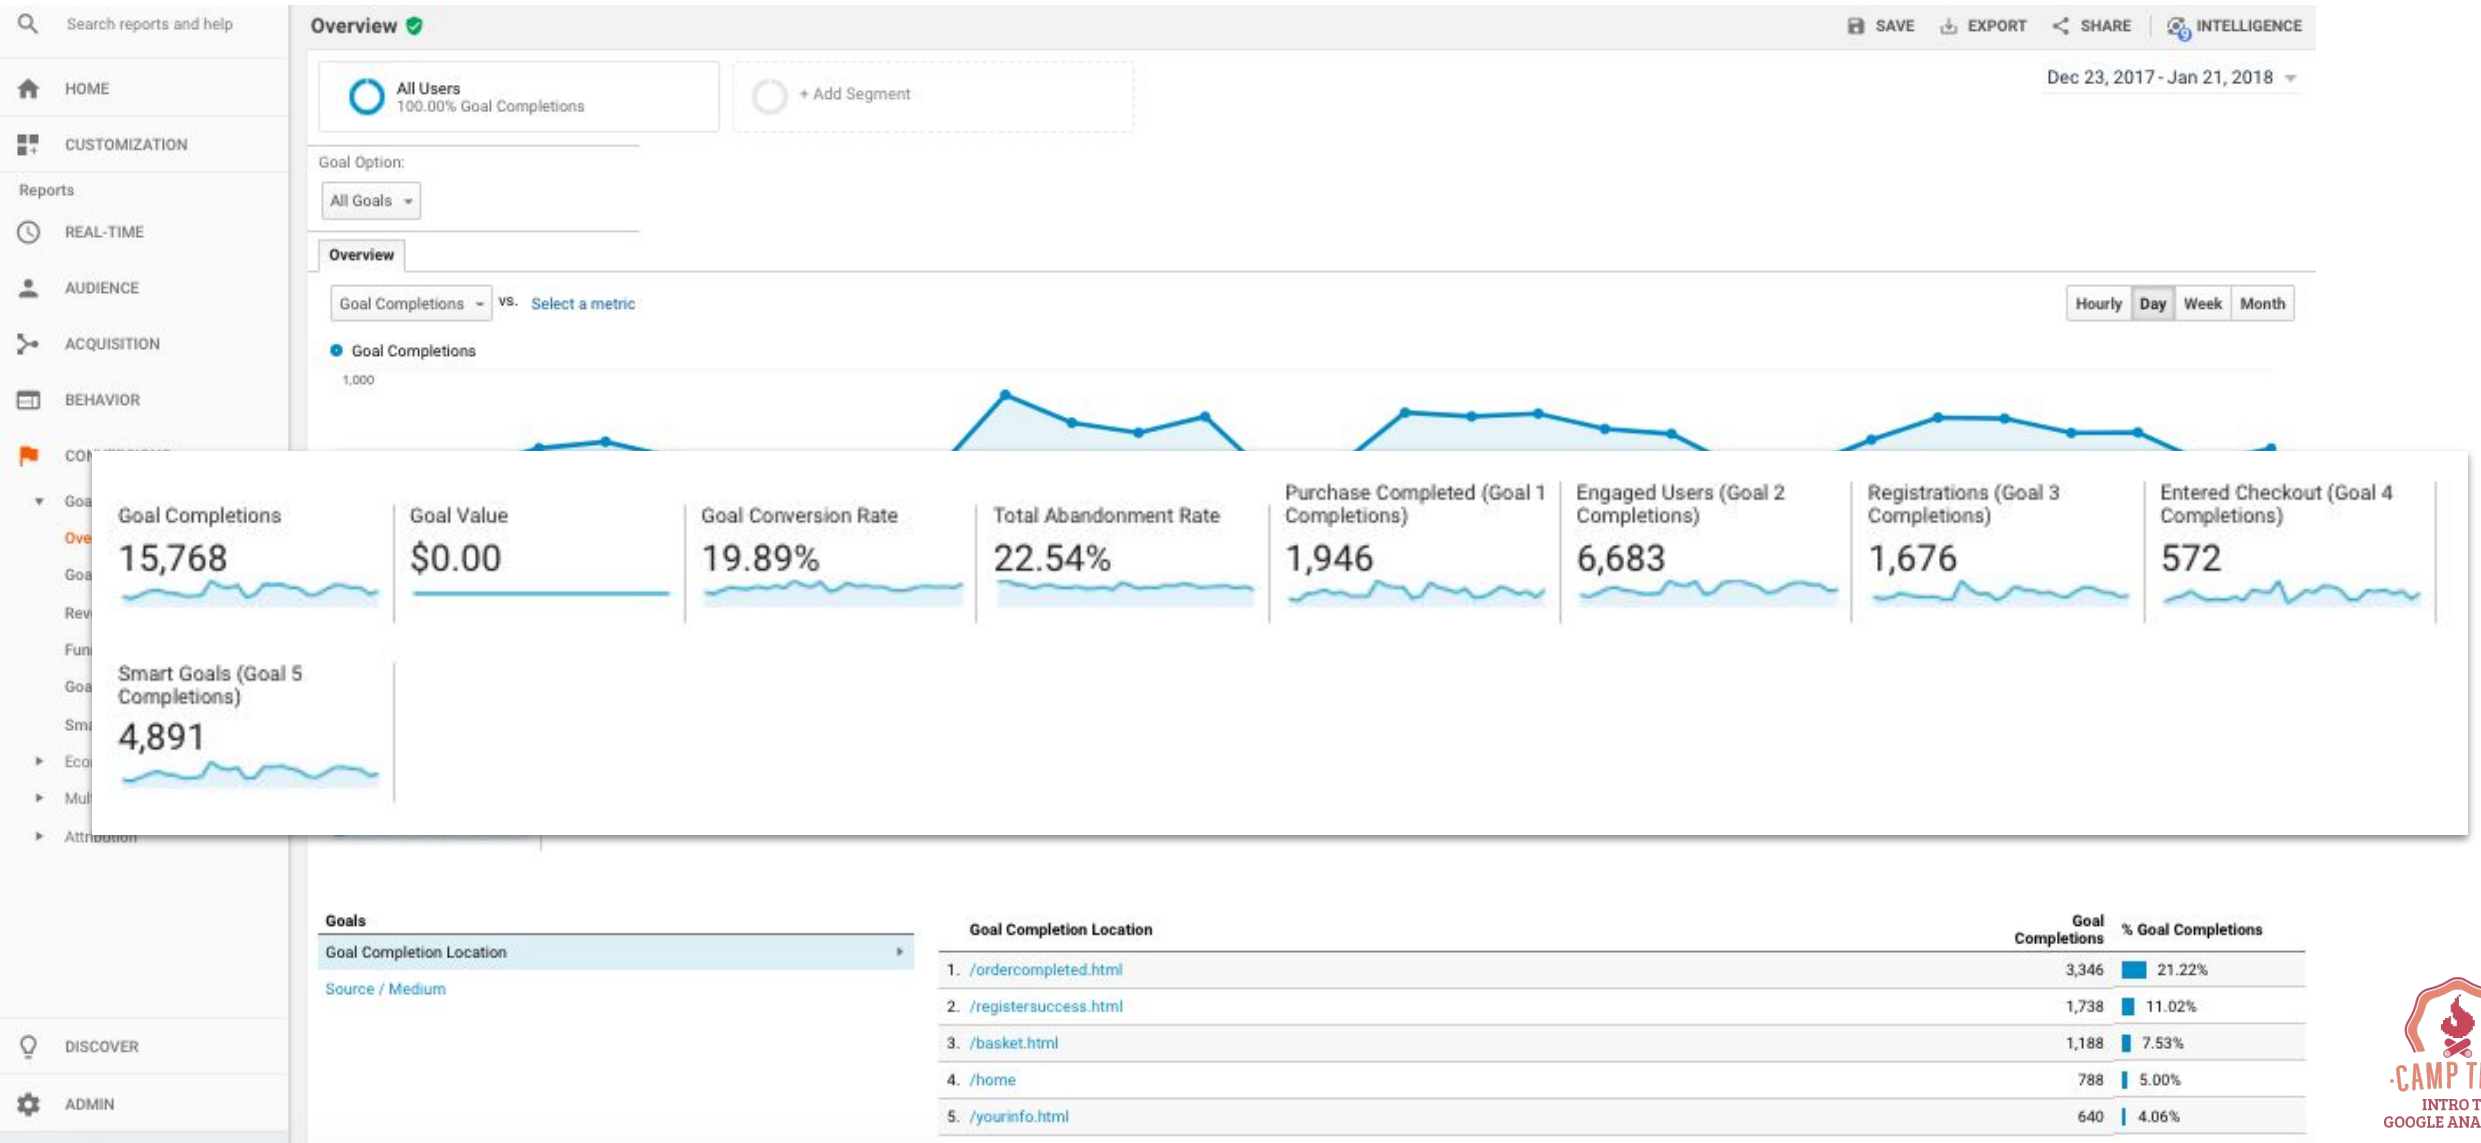 Search reports and help
Overview
SAVE
EXPORT
SHARE
INTELLIGENCE
HOME
CUSTOMIZATION
Reports
REAL-TIME
AUDIENCE
ACQUISITION
BEHAVIOR
All Users
100.00% Goal Completions
+ Add Segment
Dec 23, 2017 - Jan 21, 2018
Goal Option:
All Goals
Overview
Goal Completions vs. Select a metric
Hourly Day Week Month
Goal Completions
1,000
Goal Completions
15,768
Goal Value
$0.00
Goal Conversion Rate
19.89%
Total Abandonment Rate
22.54%
Purchase Completed (Goal 1
Completions)
1,946
Engaged Users (Goal 2
Completions)
6,683
Registrations (Goal 3
Completions)
1,676
Entered Checkout (Goal 4
Completions)
572
Smart Goals (Goal 5
Completions)
4,891
Attribution
Goals
Goal Completion Location
Source / Medium
Goal Completion Location
Goal
Completions
% Goal Completions
1. /ordercompleted.html 3,346 21.22%
2. /registersuccess.html 1,738 11.02%
3. /basket.html 1,188 7.53%
4. /home 788 5.00%
5. /yourinfo.html 640 4.06%
DISCOVER
ADMIN
CAMP
INTRO
GOOGLE